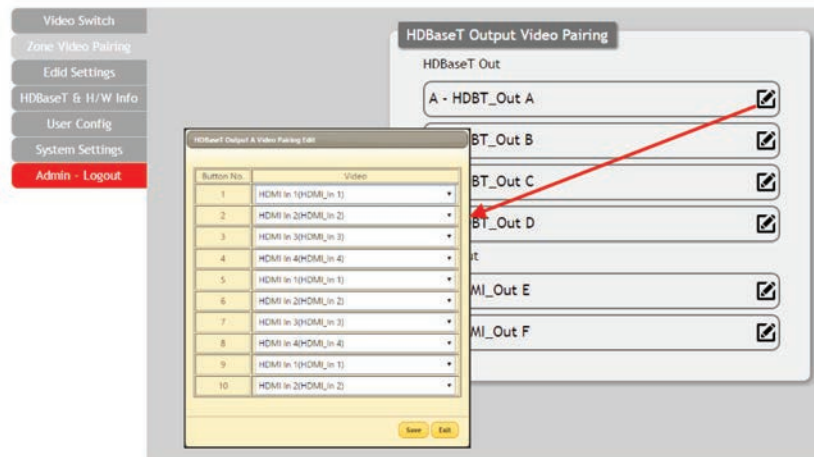 Video Switch
Zone Video Pairing
Edid Settings
HDBaseT & H/W Info
User Config
System Settings
Admin - Logout
HDBaseT Output Video Pairing
HDBaseT Out
A - HDBT_Out A
BT_Out B
BT_Out C
BT_Out D
ut
MI_Out E
MI_Out F
HDBaseT Output A Video Pairing Edit
Button No. Video
1 HDMI In 1(HDMI_In 1)
2 HDMI In 2(HDMI_In 2)
3 HDMI In 3(HDMI_In 3)
4 HDMI In 4(HDMI_In 4)
5 HDMI In 1(HDMI_In 1)
6 HDMI In 2(HDMI_In 2)
7 HDMI In 3(HDMI_In 3)
8 HDMI In 4(HDMI_In 4)
9 HDMI In 1(HDMI_In 1)
10 HDMI In 2(HDMI_In 2)
Save Exit